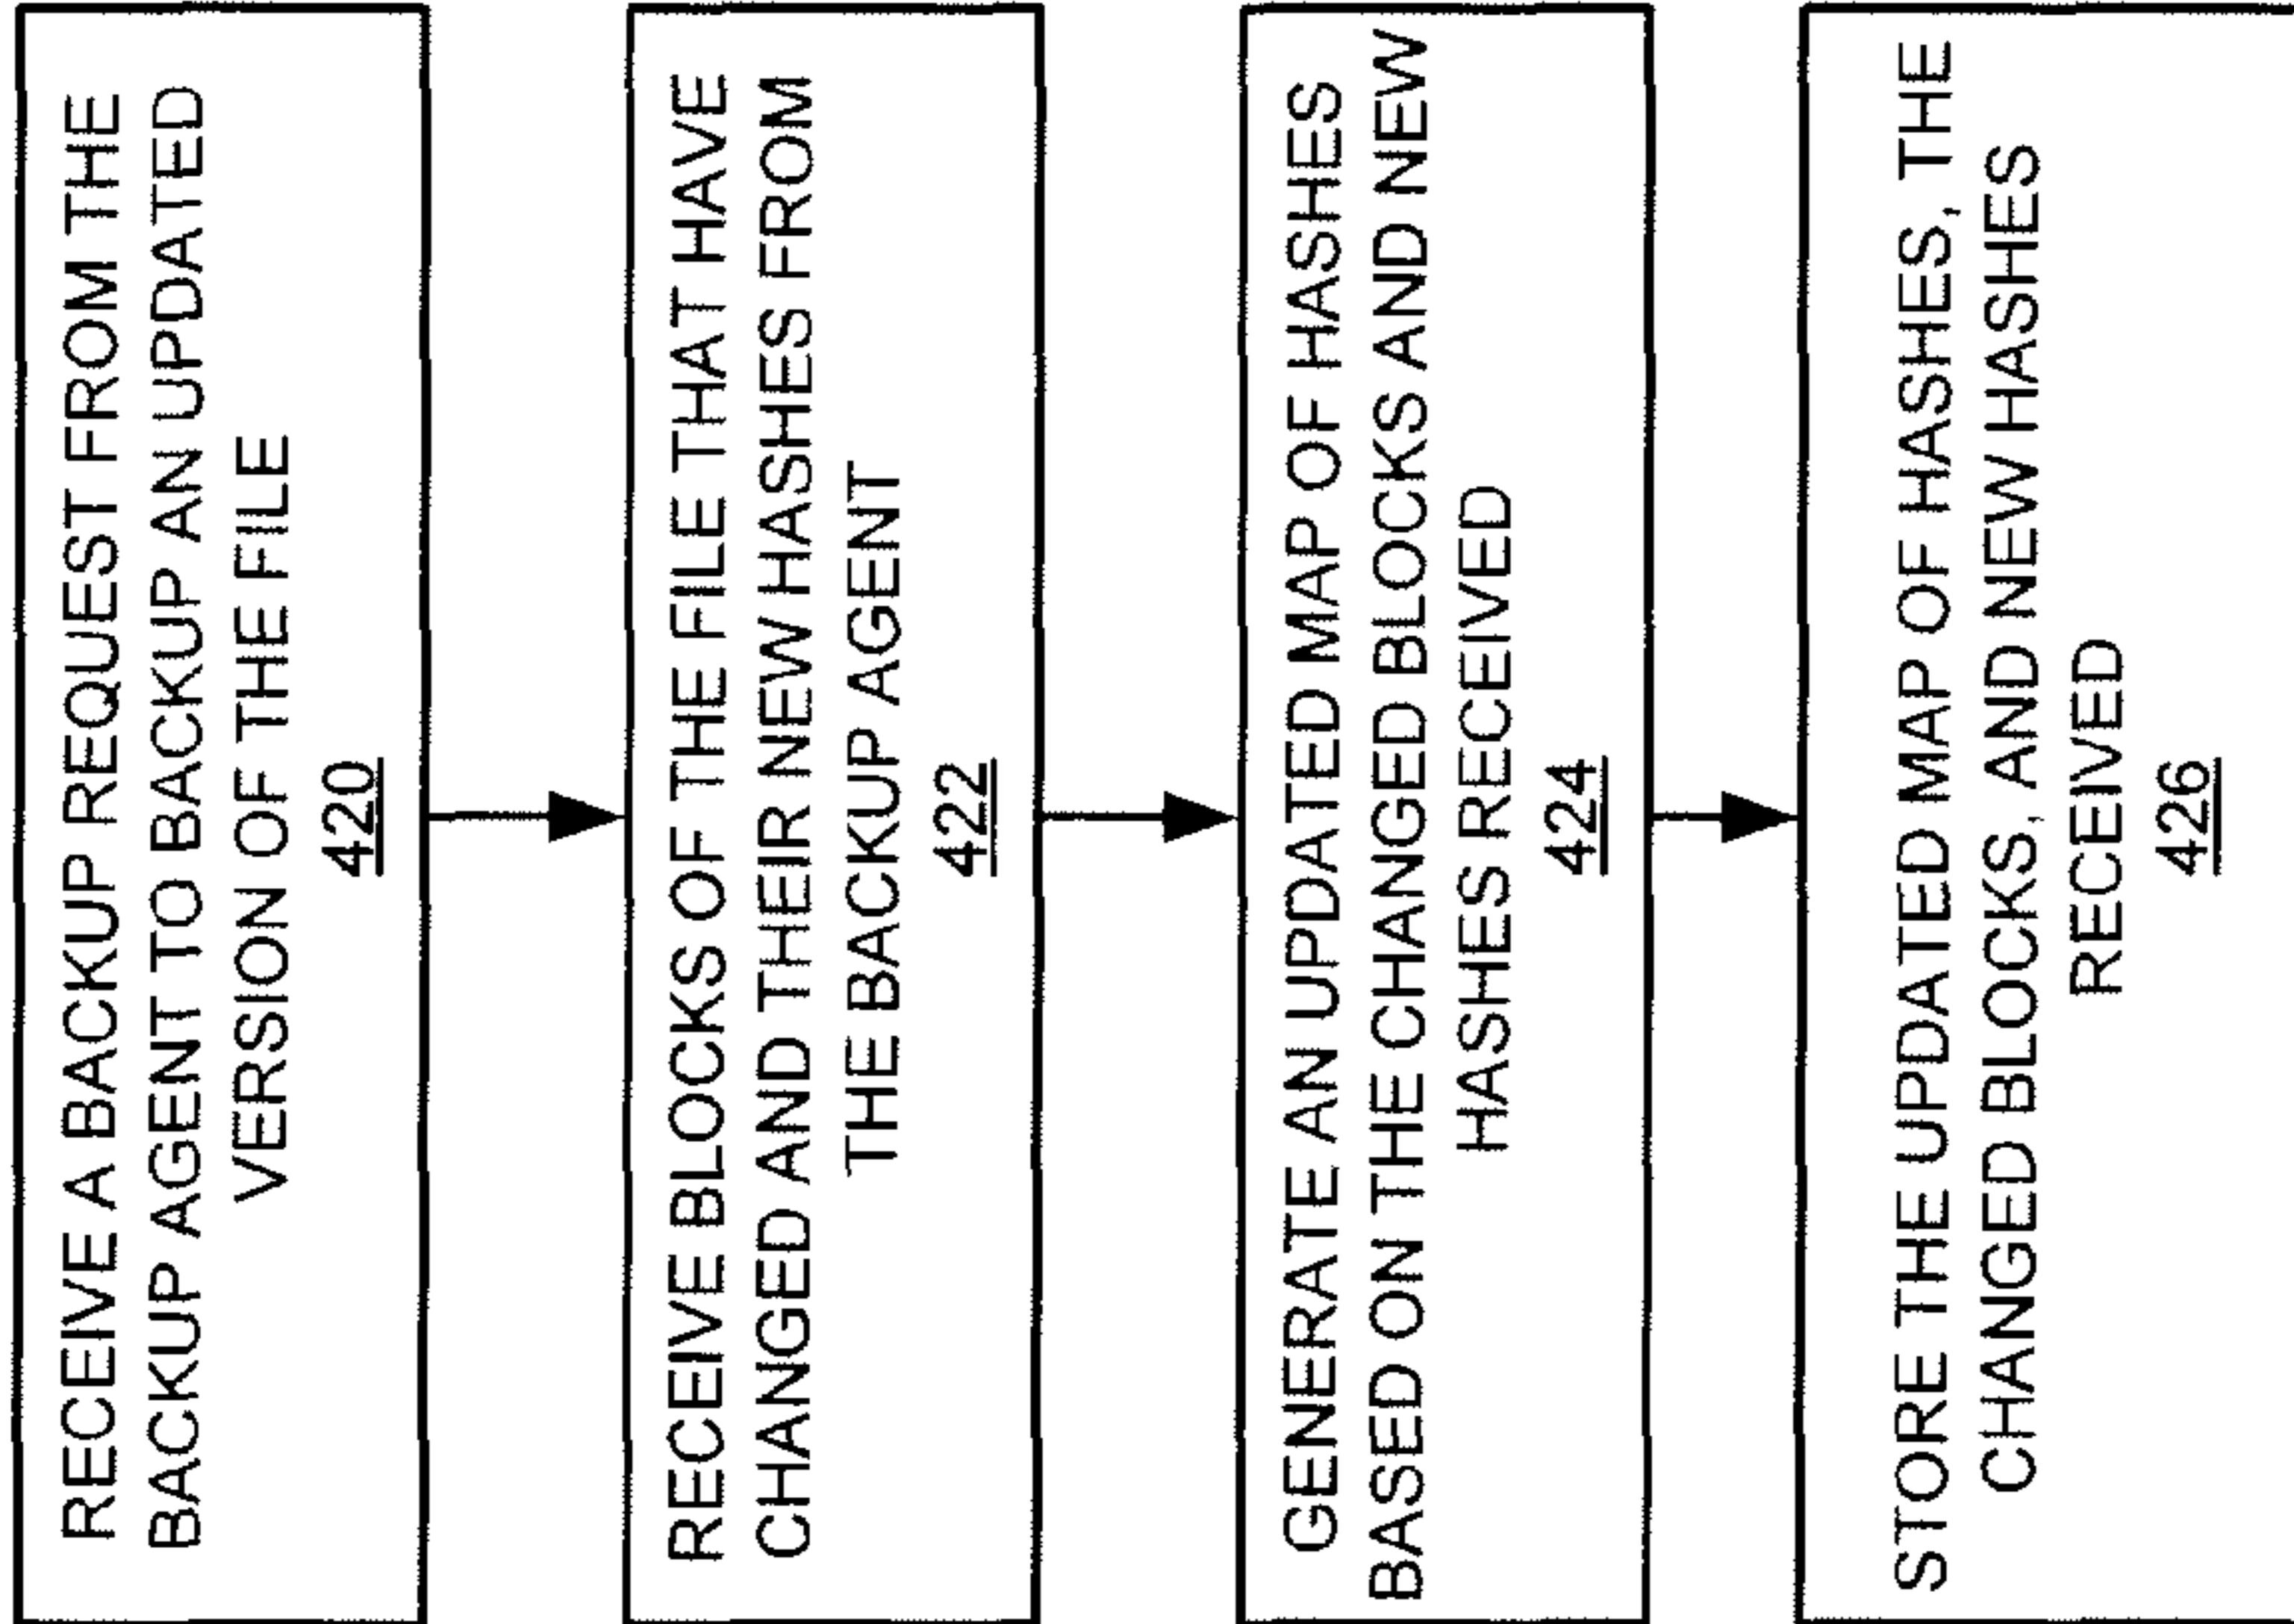 RECEIVE A BACKUP REQUEST FROM THE
BACKUP AGENT TO BACKUP AN UPDATED
VERSION OF THE FILE
420
RECEIVE BLOCKS OF THE FILE THAT HAVE
CHANGED AND THEIR NEW HASHES FROM
THE BACKUP AGENT
422
GENERATE AN UPDATED MAP OF HASHES
BASED ON THE CHANGED BLOCKS AND NEW
HASHES RECEIVED
424
STORE THE UPDATED MAP OF HASHES, THE
CHANGED BLOCKS, AND NEW HASHES
RECEIVED
426